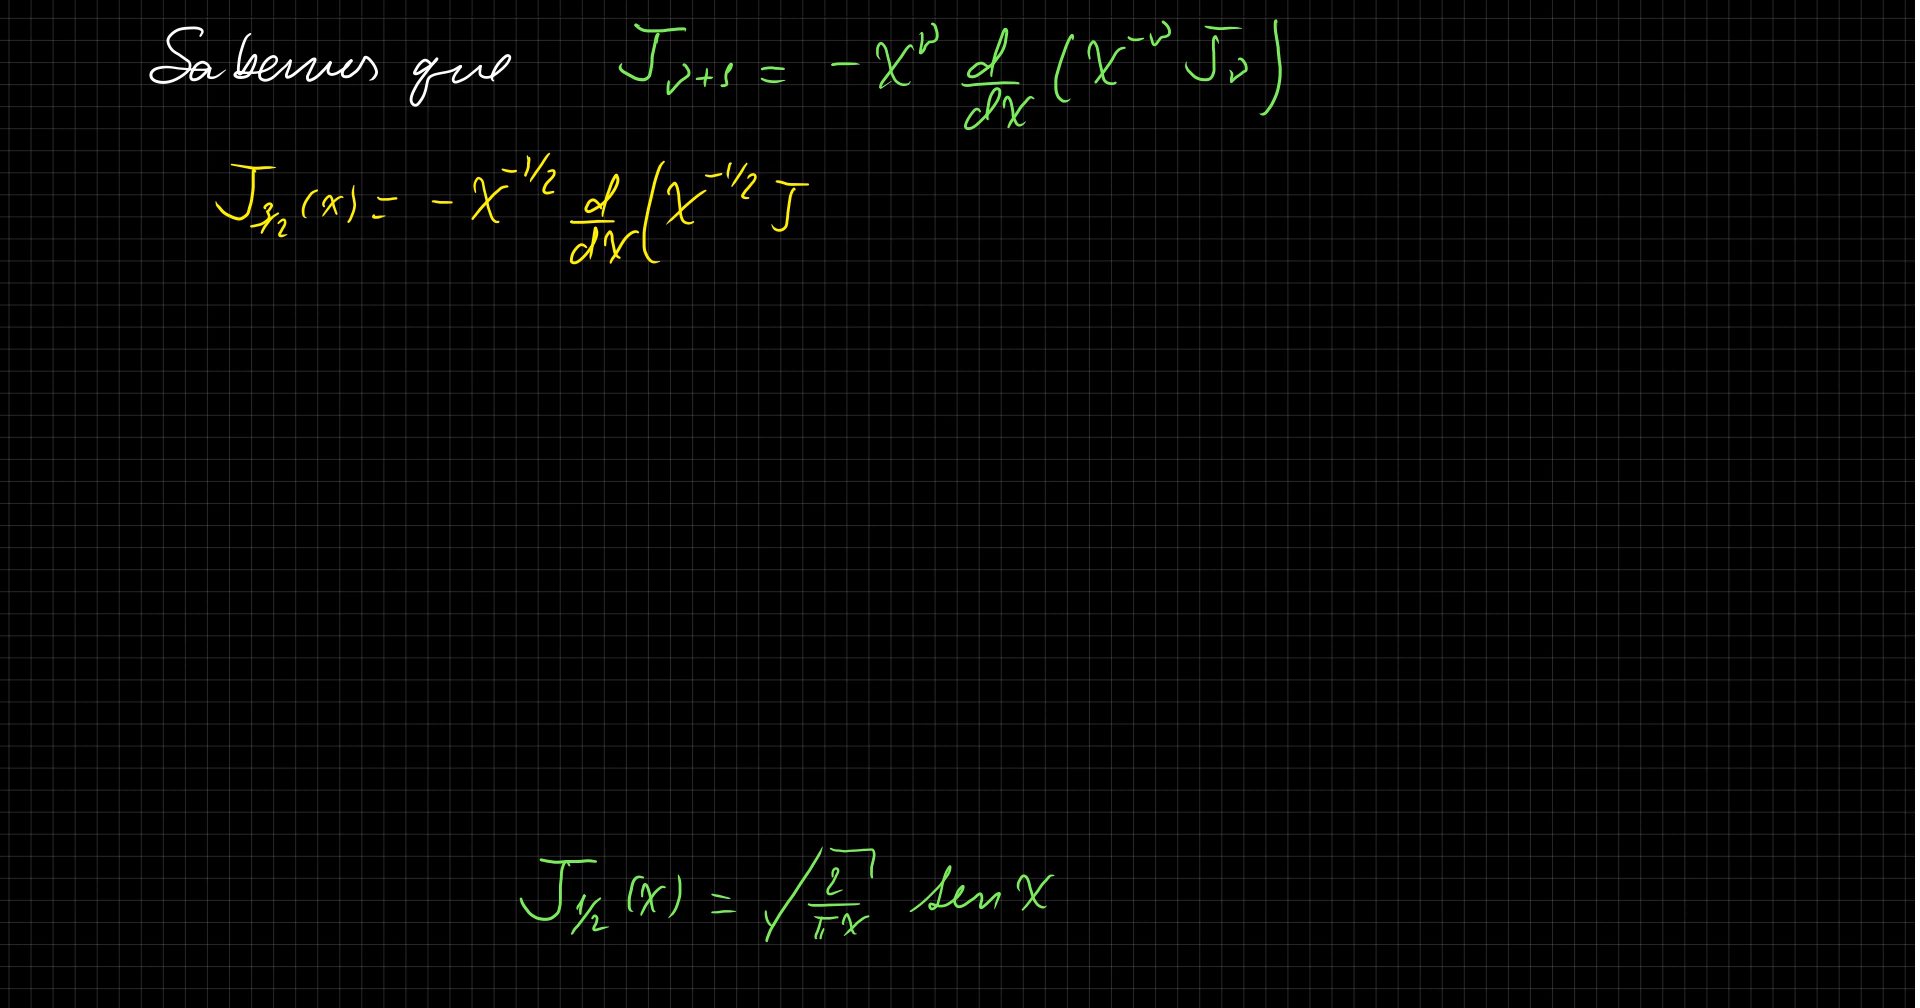 Sabemos que J_{ν+1} = -x^ν d/dx (x^{-ν} J_ν)
J_{3/2}(x) = -x^{-1/2} d/dx (x^{-1/2} J
J_{1/2}(x) = √(2/(πx)) sen x